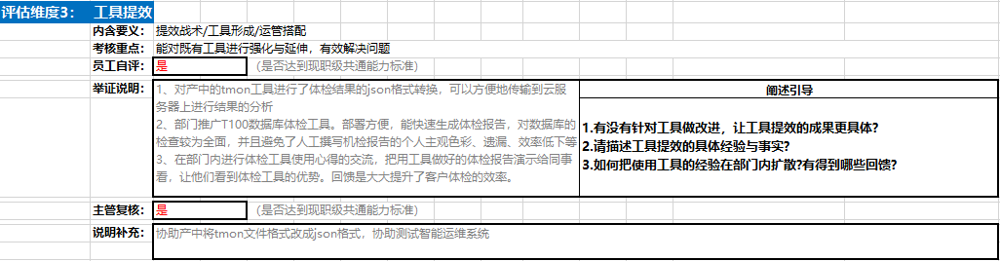 评估维度3： 工具提效
内含要义： 提效战术/工具形成/运管搭配
考核重点： 能对既有工具进行强化与延伸，有效解决问题
员工自评： 是 （是否达到现职级共通能力标准）
举证说明： 1、对产中的tmon工具进行了体检结果的json格式转换，可以方便地传输到云服
务器上进行结果的分析
2、部门推广T100数据库体检工具。部署方便，能快速生成体检报告，对数据库的
检查较为全面，并且避免了人工撰写机检报告的个人主观色彩、遗漏、效率低下等
3、在部门内进行体检工具使用心得的交流，把用工具做好的体检报告演示给同事
看，让他们看到体检工具的优势。回馈是大大提升了客户体检的效率。
阐述引导
1.有没有针对工具做改进，让工具提效的成果更具体?
2.请描述工具提效的具体经验与事实?
3.如何把使用工具的经验在部门内扩散?有得到哪些回馈?
主管复核： 是 （是否达到现职级共通能力标准）
说明补充： 协助产中将tmon文件格式改成json格式，协助测试智能运维系统